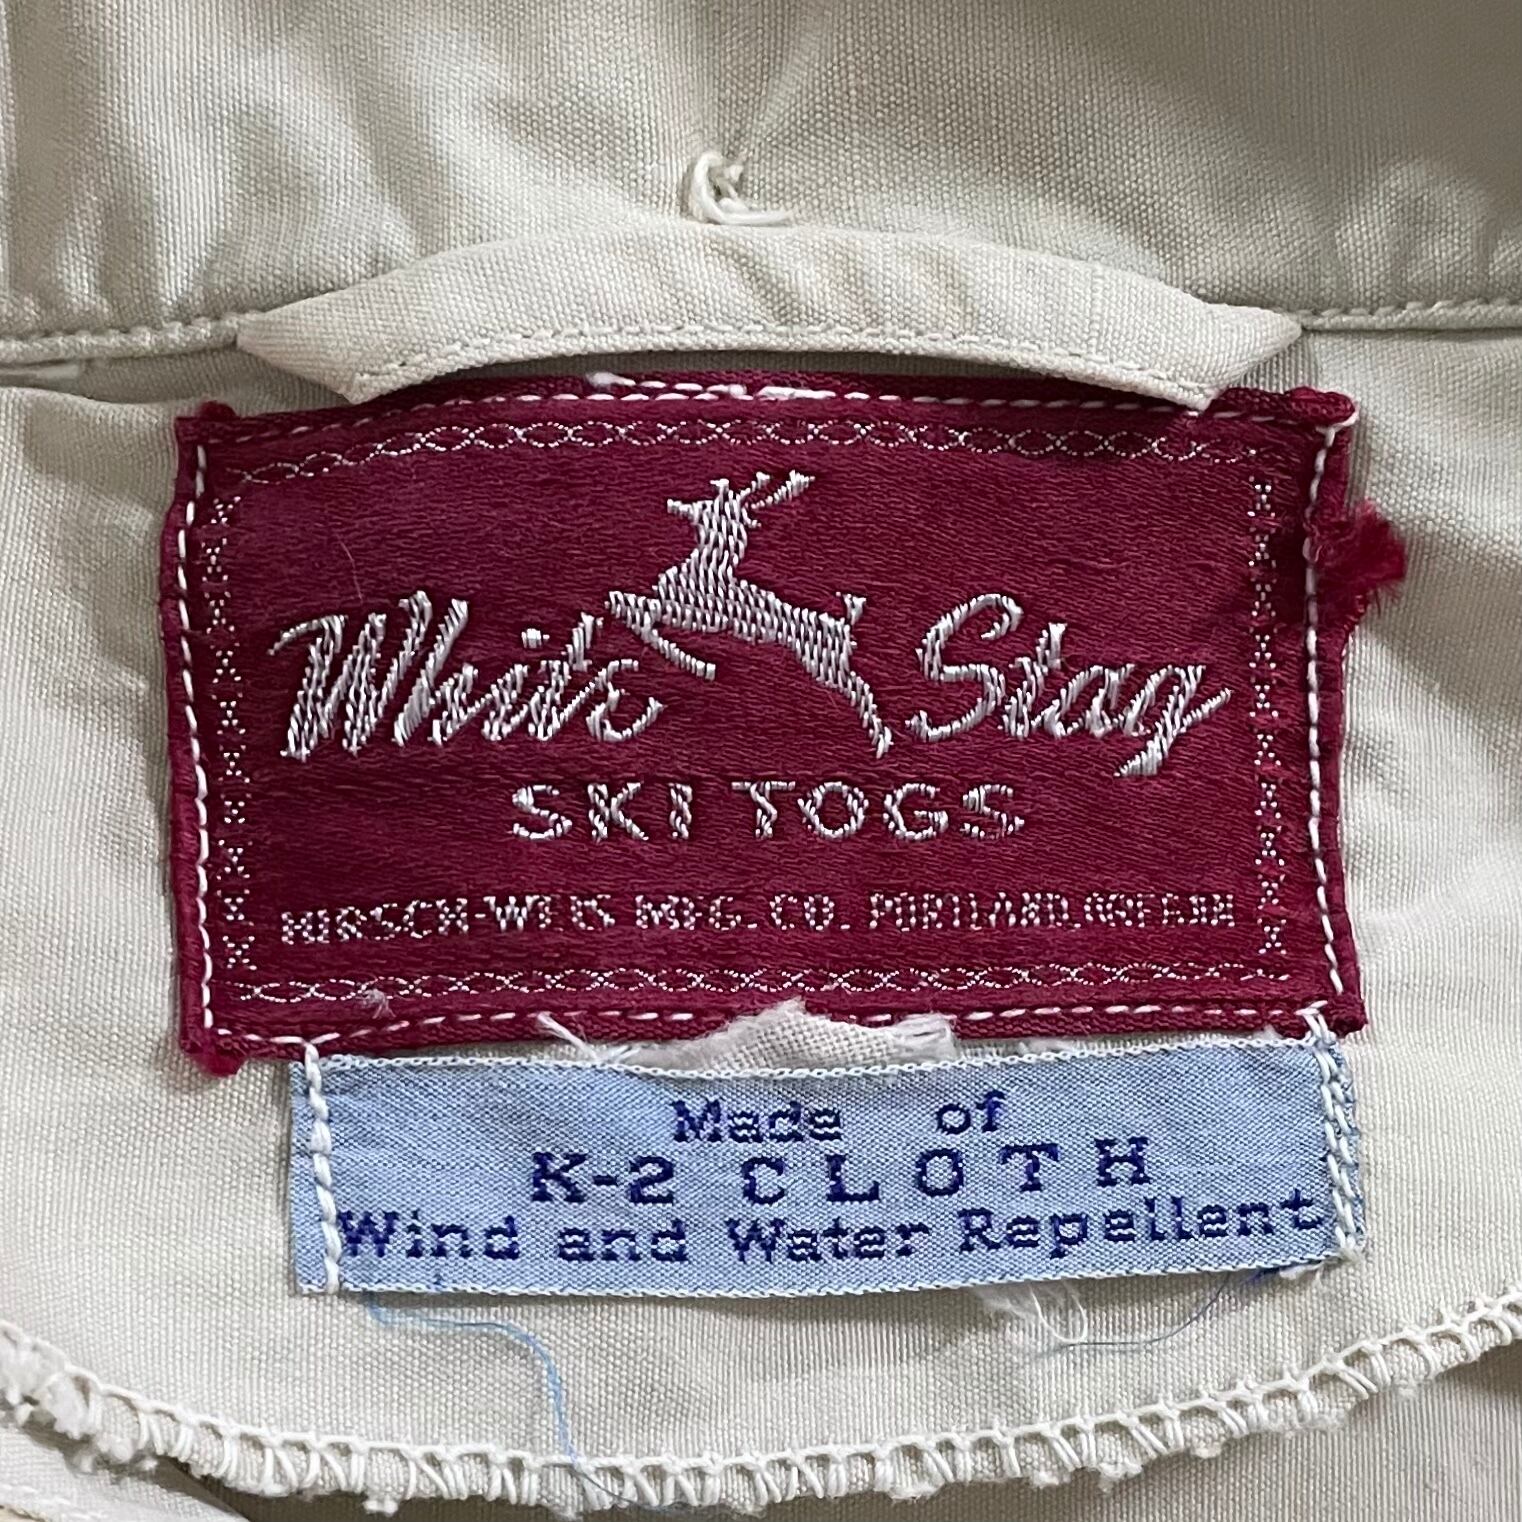 White Stag
SKI TOGS
HIRSCH-WEIS MFG. CO. PORTLAND, OREGON
Made of
K-2 CLOTH
Wind and Water Repellent